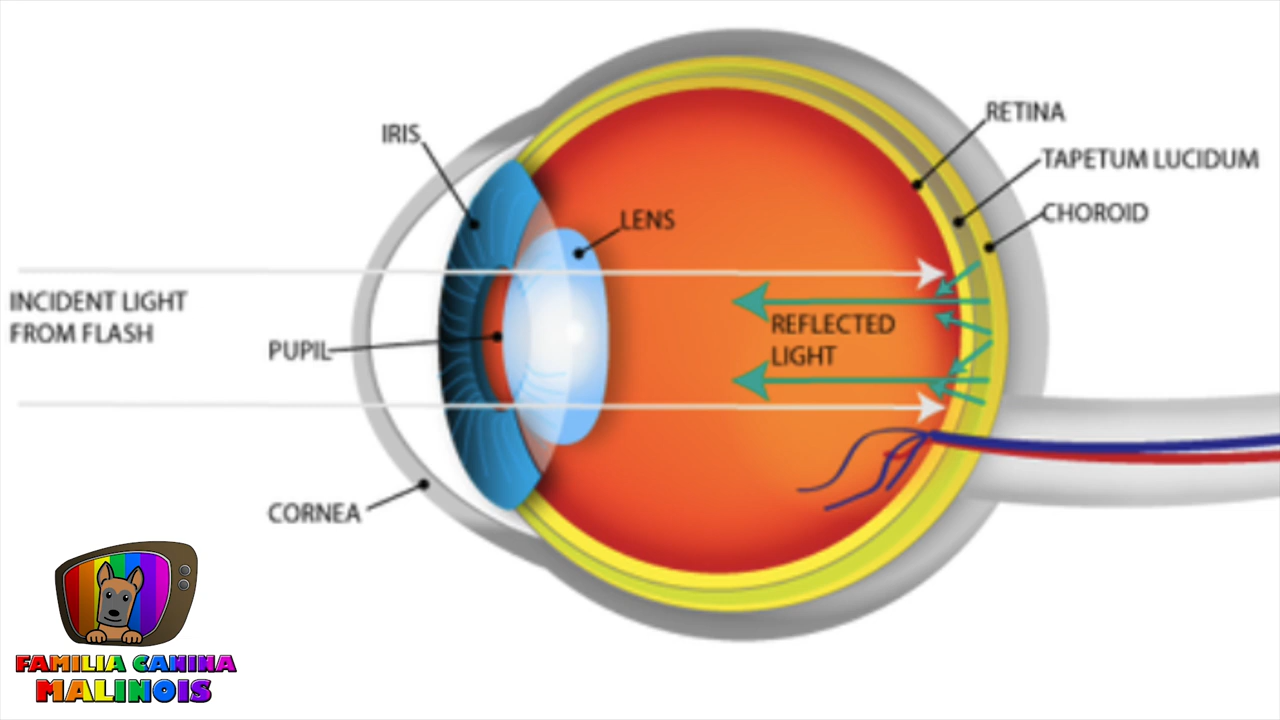 RETINA
IRIS
TAPETUM LUCIDUM
CHOROID
LENS
INCIDENT LIGHT
FROM FLASH
REFLECTED
LIGHT
PUPIL
CORNEA
FAMILIA CANINA
MALINOIS